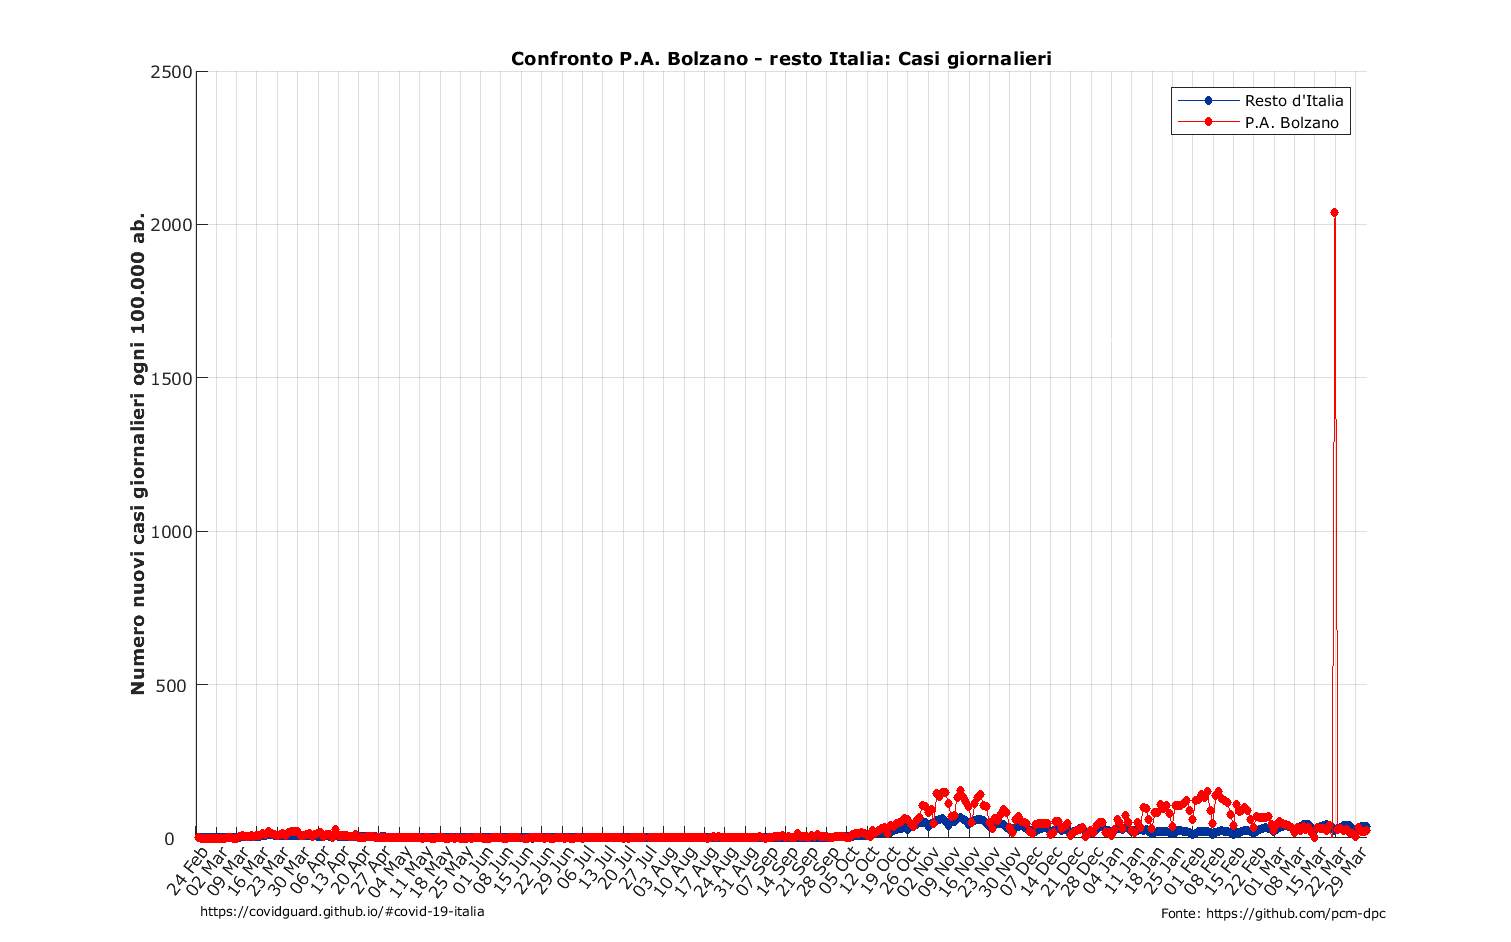 Confronto P.A. Bolzano - resto Italia: Casi giornalieri
Resto d'Italia
P.A. Bolzano
Numero nuovi casi giornalieri ogni 100.000 ab.
2500
2000
1500
1000
500
0
24 Feb
02 Mar
09 Mar
16 Mar
23 Mar
30 Mar
06 Apr
13 Apr
20 Apr
27 Apr
04 May
11 May
18 May
25 May
01 Jun
08 Jun
15 Jun
22 Jun
29 Jun
06 Jul
13 Jul
20 Jul
27 Jul
03 Aug
10 Aug
17 Aug
24 Aug
31 Aug
07 Sep
14 Sep
21 Sep
28 Sep
05 Oct
12 Oct
19 Oct
26 Oct
02 Nov
09 Nov
16 Nov
23 Nov
30 Nov
07 Dec
14 Dec
21 Dec
28 Dec
04 Jan
11 Jan
18 Jan
25 Jan
01 Feb
08 Feb
15 Feb
22 Feb
01 Mar
08 Mar
15 Mar
22 Mar
29 Mar
https://covidguard.github.io/#covid-19-italia
Fonte: https://github.com/pcm-dpc